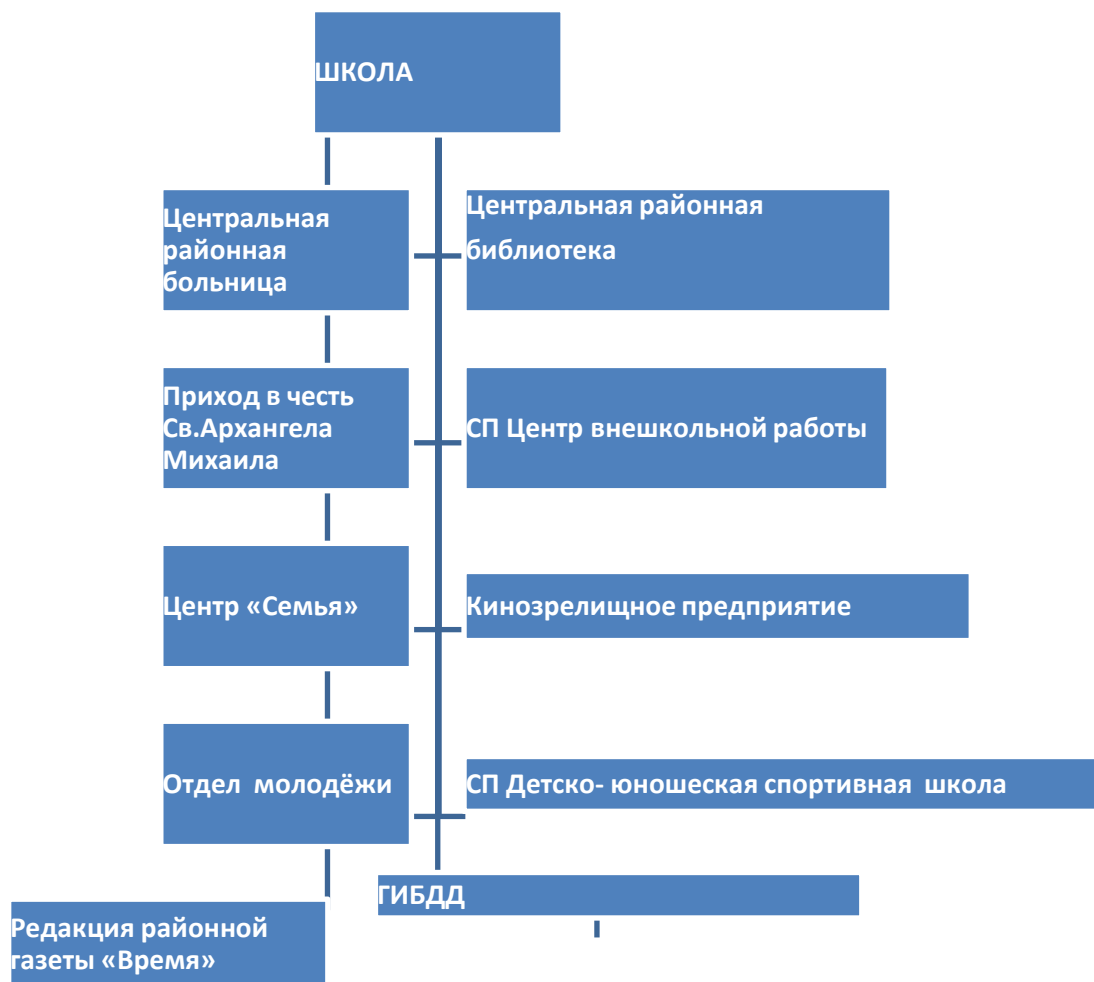 ШКОЛА
Центральная
районная
больница
Центральная районная
библиотека
Приход в честь
Св.Архангела
Михаила
СП Центр внешкольной работы
Центр «Семья»
Кинозрелищное предприятие
Отдел молодёжи
СП Детско- юношеская спортивная школа
ГИБДД
Редакция районной
газеты «Время»